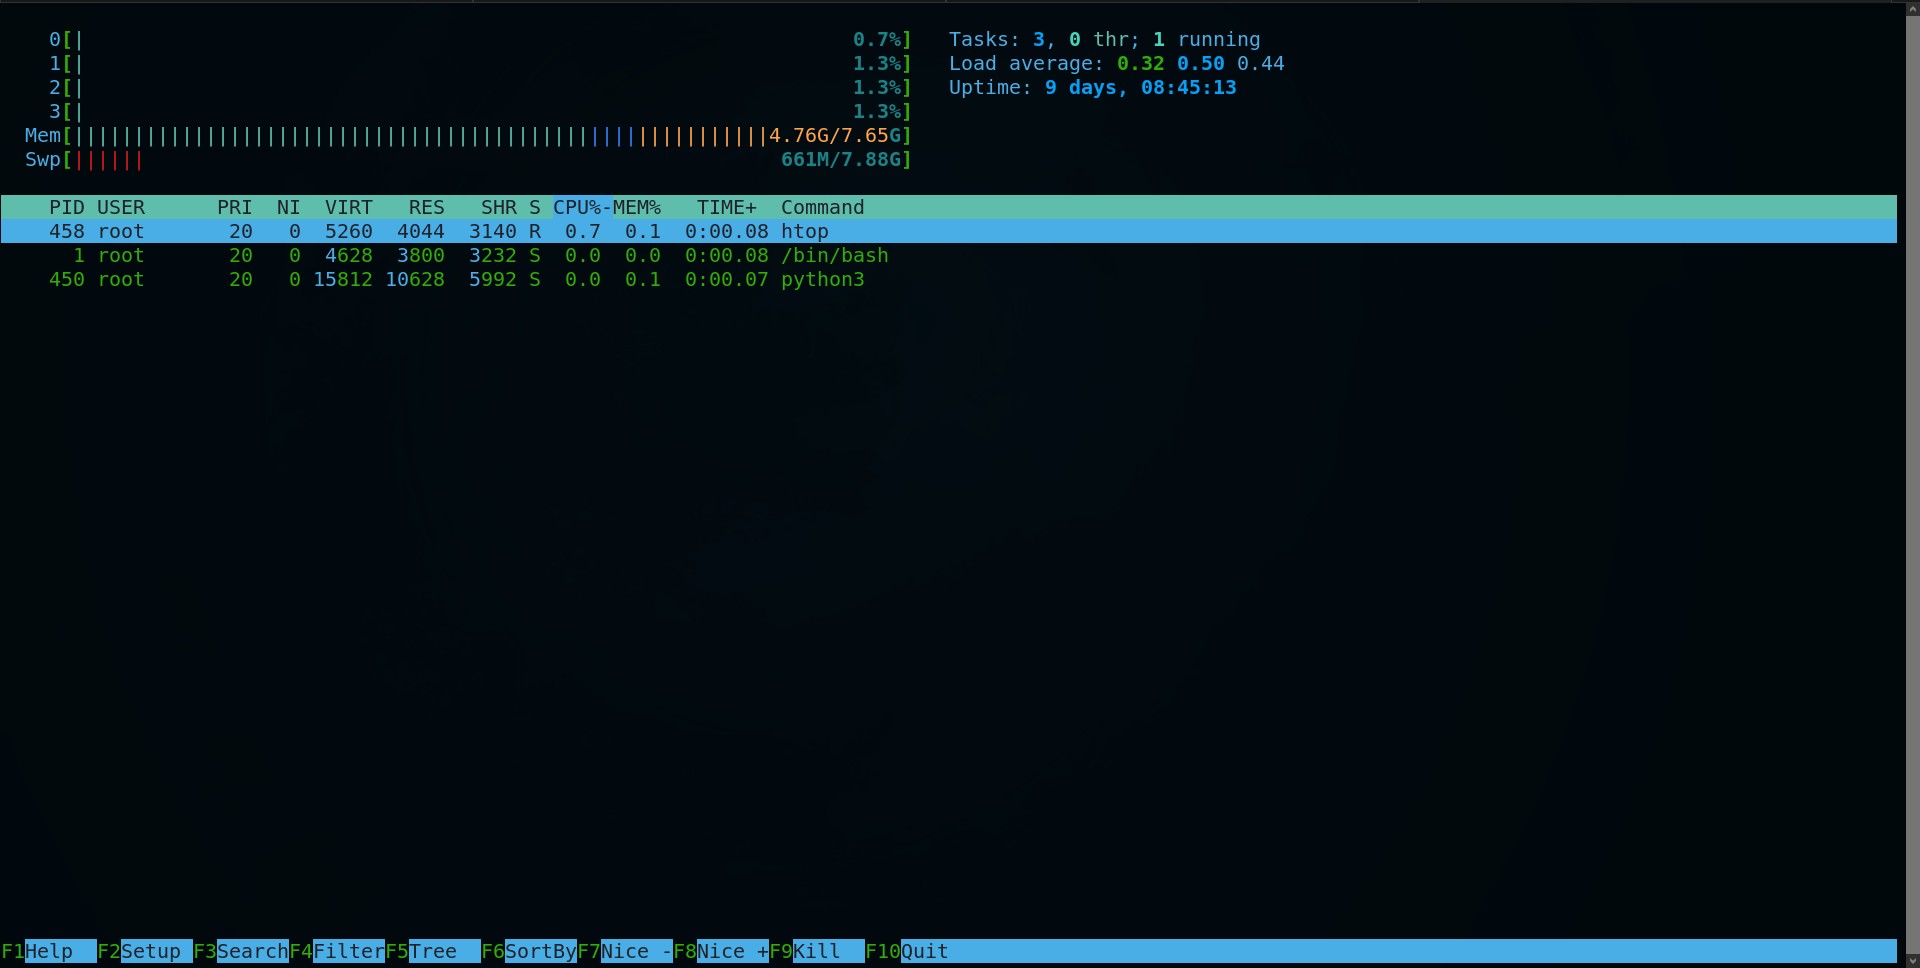 0[| 0.7%] Tasks: 3, 0 thr; 1 running
1[| 1.3%] Load average: 0.32 0.50 0.44
2[| 1.3%] Uptime: 9 days, 08:45:13
3[| 1.3%]
Mem[||||||||||||||||||||||||||||||||||||||||||||||||||||||||||4.76G/7.65G]
Swp[|||||| 661M/7.88G]
PID USER PRI NI VIRT RES SHR S CPU%-MEM% TIME+ Command
458 root 20 0 5260 4044 3140 R 0.7 0.1 0:00.08 htop
1 root 20 0 4628 3800 3232 S 0.0 0.0 0:00.08 /bin/bash
450 root 20 0 15812 10628 5992 S 0.0 0.1 0:00.07 python3
F1Help F2Setup F3SearchF4FilterF5Tree F6SortByF7Nice -F8Nice +F9Kill F10Quit